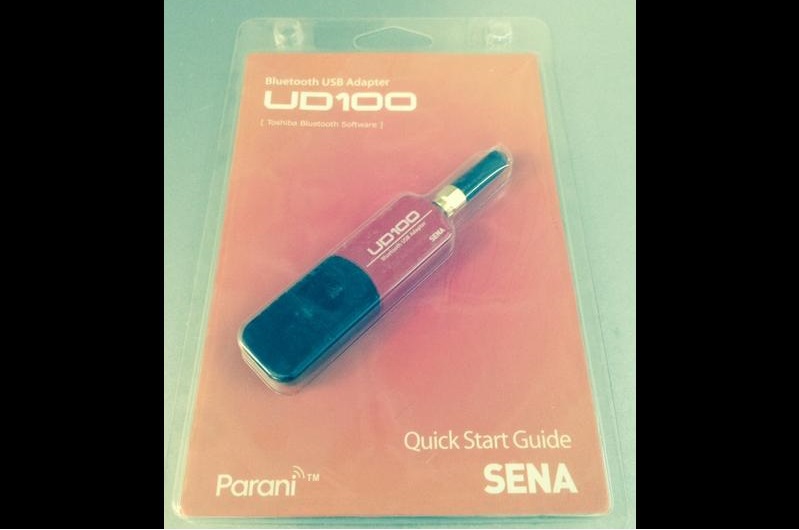 Bluetooth USB Adapter
UD100
[ Toshiba Bluetooth Software ]
UD100
Bluetooth USB Adapter
SENA
Quick Start Guide
Parani™
SENA